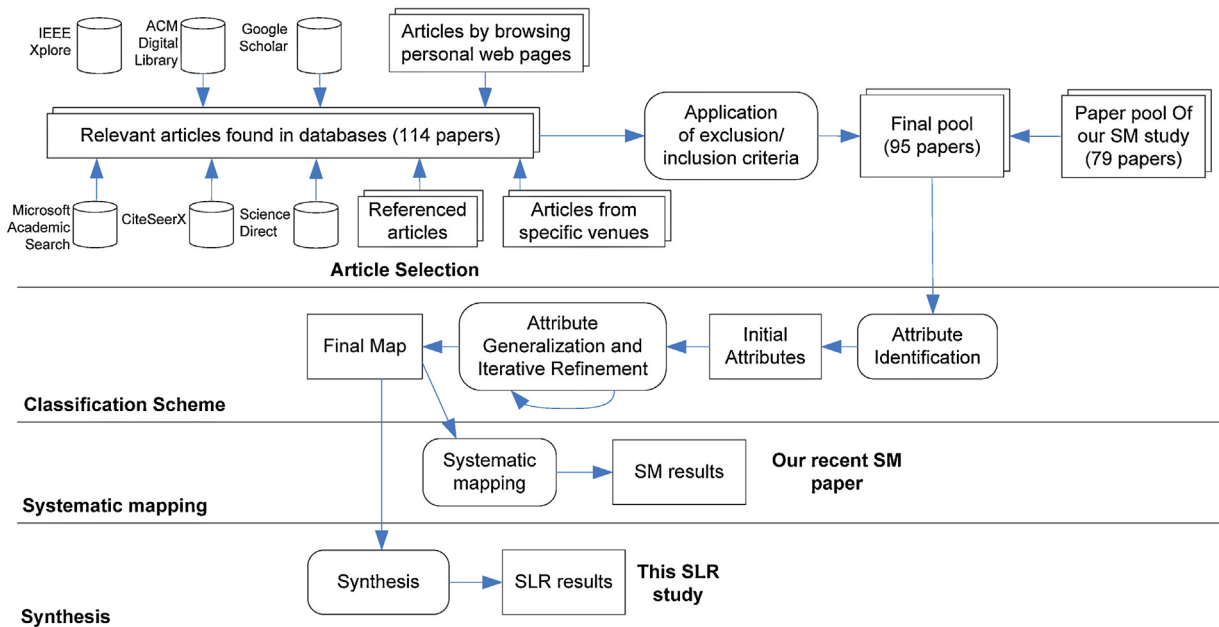 IEEE
Xplore
ACM
Digital
Library
Google
Scholar
Articles by browsing
personal web pages
Relevant articles found in databases (114 papers)
Application
of exclusion/
inclusion criteria
Final pool
(95 papers)
Paper pool Of
our SM study
(79 papers)
Microsoft
Academic
Search
CiteSeerX
Science
Direct
Referenced
articles
Articles from
specific venues
Article Selection
Final Map
Attribute
Generalization and
Iterative Refinement
Initial
Attributes
Attribute
Identification
Classification Scheme
Systematic
mapping
SM results
Our recent SM
paper
Systematic mapping
Synthesis
SLR results
This SLR
study
Synthesis